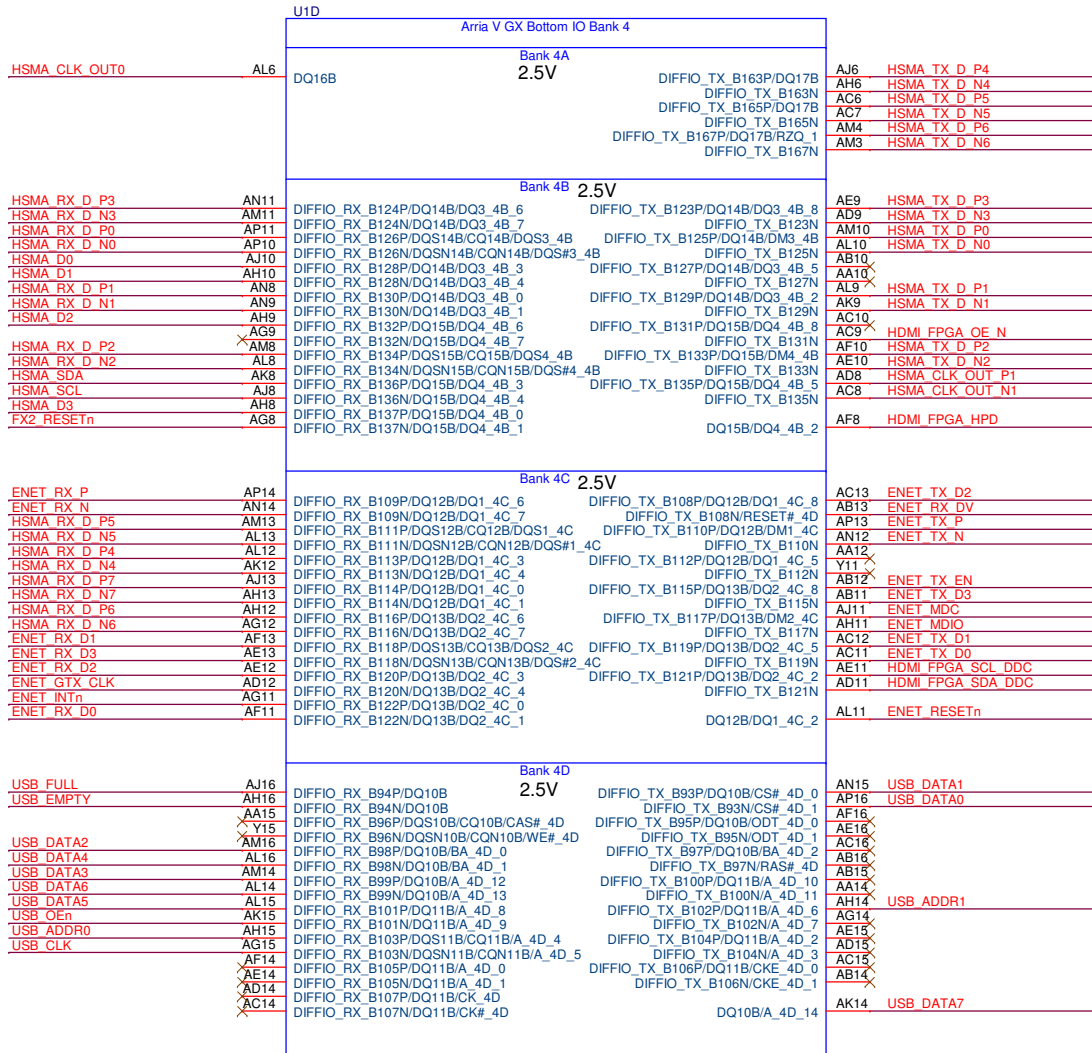 U1D
Arria V GX Bottom IO Bank 4
Bank 4A
2.5V
HSMA_CLK_OUT0 AL6 DQ16B DIFFIO_TX_B163P/DQ17B AJ6 HSMA_TX_D_P4
DIFFIO_TX_B163N AH6 HSMA_TX_D_N4
DIFFIO_TX_B165P/DQ17B AC6 HSMA_TX_D_P5
DIFFIO_TX_B165N AC7 HSMA_TX_D_N5
DIFFIO_TX_B167P/DQ17B/RZQ_1 AM4 HSMA_TX_D_P6
DIFFIO_TX_B167N AM3 HSMA_TX_D_N6
Bank 4B 2.5V
HSMA_RX_D_P3 AN11 DIFFIO_RX_B124P/DQ14B/DQ3_4B_6 DIFFIO_TX_B123P/DQ14B/DQ3_4B_8 AE9 HSMA_TX_D_P3
HSMA_RX_D_N3 AM11 DIFFIO_RX_B124N/DQ14B/DQ3_4B_7 DIFFIO_TX_B123N AD9 HSMA_TX_D_N3
HSMA_RX_D_P0 AP11 DIFFIO_RX_B126P/DQS14B/CQ14B/DQS3_4B DIFFIO_TX_B125P/DQ14B/DM3_4B AM10 HSMA_TX_D_P0
HSMA_RX_D_N0 AP10 DIFFIO_RX_B126N/DQSN14B/CQN14B/DQS#3_4B DIFFIO_TX_B125N AL10 HSMA_TX_D_N0
HSMA_D0 AJ10 DIFFIO_RX_B128P/DQ14B/DQ3_4B_3 DIFFIO_TX_B127P/DQ14B/DQ3_4B_5 AB10
HSMA_D1 AH10 DIFFIO_RX_B128N/DQ14B/DQ3_4B_4 DIFFIO_TX_B127N AA10
HSMA_RX_D_P1 AN8 DIFFIO_RX_B130P/DQ14B/DQ3_4B_0 DIFFIO_TX_B129P/DQ14B/DQ3_4B_2 AL9 HSMA_TX_D_P1
HSMA_RX_D_N1 AN9 DIFFIO_RX_B130N/DQ14B/DQ3_4B_1 DIFFIO_TX_B129N AK9 HSMA_TX_D_N1
HSMA_D2 AH9 DIFFIO_RX_B132P/DQ15B/DQ4_4B_6 DIFFIO_TX_B131P/DQ15B/DQ4_4B_8 AC10
AG9 DIFFIO_RX_B132N/DQ15B/DQ4_4B_7 DIFFIO_TX_B131N AC9 HDMI_FPGA_OE_N
HSMA_RX_D_P2 AM8 DIFFIO_RX_B134P/DQS15B/CQ15B/DQS4_4B DIFFIO_TX_B133P/DQ15B/DM4_4B AF10 HSMA_TX_D_P2
HSMA_RX_D_N2 AL8 DIFFIO_RX_B134N/DQSN15B/CQN15B/DQS#4_4B DIFFIO_TX_B133N AE10 HSMA_TX_D_N2
HSMA_SDA AK8 DIFFIO_RX_B136P/DQ15B/DQ4_4B_3 DIFFIO_TX_B135P/DQ15B/DQ4_4B_5 AD8 HSMA_CLK_OUT_P1
HSMA_SCL AJ8 DIFFIO_RX_B136N/DQ15B/DQ4_4B_4 DIFFIO_TX_B135N AC8 HSMA_CLK_OUT_N1
HSMA_D3 AH8 DIFFIO_RX_B137P/DQ15B/DQ4_4B_0
FX2_RESETn AG8 DIFFIO_RX_B137N/DQ15B/DQ4_4B_1 DQ15B/DQ4_4B_2 AF8 HDMI_FPGA_HPD
Bank 4C 2.5V
ENET_RX_P AP14 DIFFIO_RX_B109P/DQ12B/DQ1_4C_6 DIFFIO_TX_B108P/DQ12B/DQ1_4C_8 AC13 ENET_TX_D2
ENET_RX_N AN14 DIFFIO_RX_B109N/DQ12B/DQ1_4C_7 DIFFIO_TX_B108N/RESET#_4D AB13 ENET_RX_DV
HSMA_RX_D_P5 AM13 DIFFIO_RX_B111P/DQS12B/CQ12B/DQS1_4C DIFFIO_TX_B110P/DQ12B/DM1_4C AP13 ENET_TX_P
HSMA_RX_D_N5 AL13 DIFFIO_RX_B111N/DQSN12B/CQN12B/DQS#1_4C DIFFIO_TX_B110N AN12 ENET_TX_N
HSMA_RX_D_P4 AL12 DIFFIO_RX_B113P/DQ12B/DQ1_4C_3 DIFFIO_TX_B112P/DQ12B/DQ1_4C_5 AA12
HSMA_RX_D_N4 AK12 DIFFIO_RX_B113N/DQ12B/DQ1_4C_4 DIFFIO_TX_B112N Y11
HSMA_RX_D_P7 AJ13 DIFFIO_RX_B114P/DQ12B/DQ1_4C_0 DIFFIO_TX_B115P/DQ13B/DQ2_4C_8 AB12 ENET_TX_EN
HSMA_RX_D_N7 AH13 DIFFIO_RX_B114N/DQ12B/DQ1_4C_1 DIFFIO_TX_B115N AB11 ENET_TX_D3
HSMA_RX_D_P6 AH12 DIFFIO_RX_B116P/DQ13B/DQ2_4C_6 DIFFIO_TX_B117P/DQ13B/DM2_4C AJ11 ENET_MDC
HSMA_RX_D_N6 AG12 DIFFIO_RX_B116N/DQ13B/DQ2_4C_7 DIFFIO_TX_B117N AH11 ENET_MDIO
ENET_RX_D1 AF13 DIFFIO_RX_B118P/DQS13B/CQ13B/DQS2_4C DIFFIO_TX_B119P/DQ13B/DQ2_4C_5 AC12 ENET_TX_D1
ENET_RX_D3 AE13 DIFFIO_RX_B118N/DQSN13B/CQN13B/DQS#2_4C DIFFIO_TX_B119N AC11 ENET_TX_D0
ENET_RX_D2 AE12 DIFFIO_RX_B120P/DQ13B/DQ2_4C_3 DIFFIO_TX_B121P/DQ13B/DQ2_4C_2 AE11 HDMI_FPGA_SCL_DDC
ENET_GTX_CLK AD12 DIFFIO_RX_B120N/DQ13B/DQ2_4C_4 DIFFIO_TX_B121N AD11 HDMI_FPGA_SDA_DDC
ENET_INTn AG11 DIFFIO_RX_B122P/DQ13B/DQ2_4C_0
ENET_RX_D0 AF11 DIFFIO_RX_B122N/DQ13B/DQ2_4C_1 DQ12B/DQ1_4C_2 AL11 ENET_RESETn
Bank 4D
2.5V
USB_FULL AJ16 DIFFIO_RX_B94P/DQ10B DIFFIO_TX_B93P/DQ10B/CS#_4D_0 AN15 USB_DATA1
USB_EMPTY AH16 DIFFIO_RX_B94N/DQ10B DIFFIO_TX_B93N/CS#_4D_1 AP16 USB_DATA0
AA15 DIFFIO_RX_B96P/DQS10B/CQ10B/CAS#_4D DIFFIO_TX_B95P/DQ10B/ODT_4D_0 AF16
Y15 DIFFIO_RX_B96N/DQSN10B/CQN10B/WE#_4D DIFFIO_TX_B95N/ODT_4D_1 AE16
USB_DATA2 AM16 DIFFIO_RX_B98P/DQ10B/BA_4D_0 DIFFIO_TX_B97P/DQ10B/BA_4D_2 AC16
USB_DATA4 AL16 DIFFIO_RX_B98N/DQ10B/BA_4D_1 DIFFIO_TX_B97N/RAS#_4D AB16
USB_DATA3 AM14 DIFFIO_RX_B99P/DQ10B/A_4D_12 DIFFIO_TX_B100P/DQ11B/A_4D_10 AB15
USB_DATA6 AL14 DIFFIO_RX_B99N/DQ10B/A_4D_13 DIFFIO_TX_B100N/A_4D_11 AA14
USB_DATA5 AL15 DIFFIO_RX_B101P/DQ11B/A_4D_8 DIFFIO_TX_B102P/DQ11B/A_4D_6 AH14 USB_ADDR1
USB_OEn AK15 DIFFIO_RX_B101N/DQ11B/A_4D_9 DIFFIO_TX_B102N/A_4D_7 AG14
USB_ADDR0 AH15 DIFFIO_RX_B103P/DQS11B/CQ11B/A_4D_4 DIFFIO_TX_B104P/DQ11B/A_4D_2 AE15
USB_CLK AG15 DIFFIO_RX_B103N/DQSN11B/CQN11B/A_4D_5 DIFFIO_TX_B104N/A_4D_3 AD15
AF14 DIFFIO_RX_B105P/DQ11B/A_4D_0 DIFFIO_TX_B106P/DQ11B/CKE_4D_0 AC15
AE14 DIFFIO_RX_B105N/DQ11B/A_4D_1 DIFFIO_TX_B106N/CKE_4D_1 AB14
AD14 DIFFIO_RX_B107P/DQ11B/CK_4D
AC14 DIFFIO_RX_B107N/DQ11B/CK#_4D DQ10B/A_4D_14 AK14 USB_DATA7